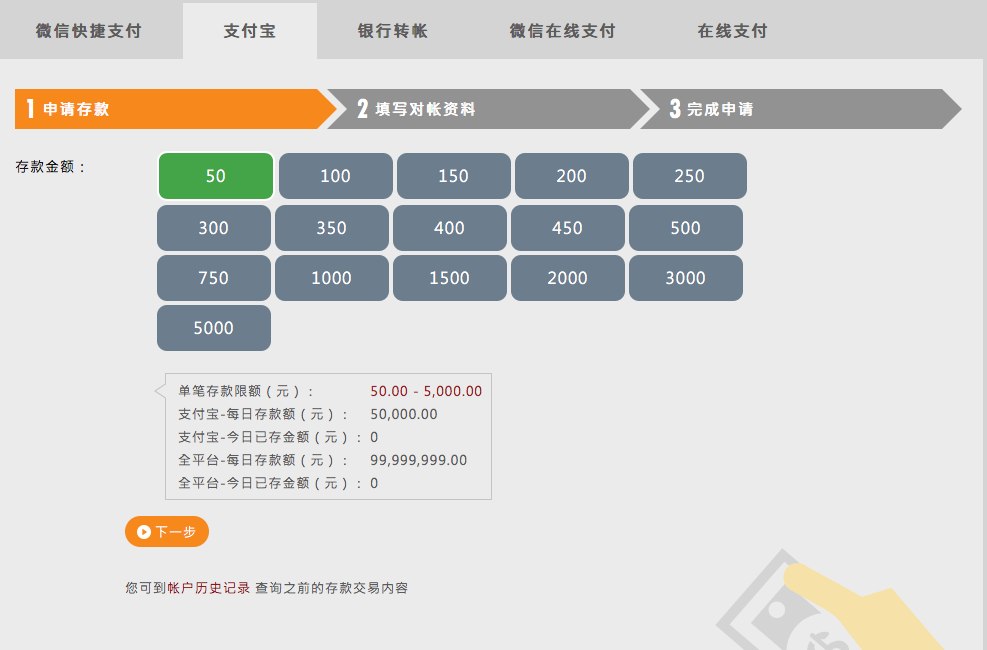 微信快捷支付 支付宝 银行转帐 微信在线支付 在线支付
1 申请存款 2 填写对帐资料 3 完成申请
存款金额：
50 100 150 200 250
300 350 400 450 500
750 1000 1500 2000 3000
5000
单笔存款限额（元）： 50.00 - 5,000.00
支付宝-每日存款额（元）： 50,000.00
支付宝-今日已存金额（元）： 0
全平台-每日存款额（元）： 99,999,999.00
全平台-今日已存金额（元）： 0
下一步
您可到帐户历史记录 查询之前的存款交易内容